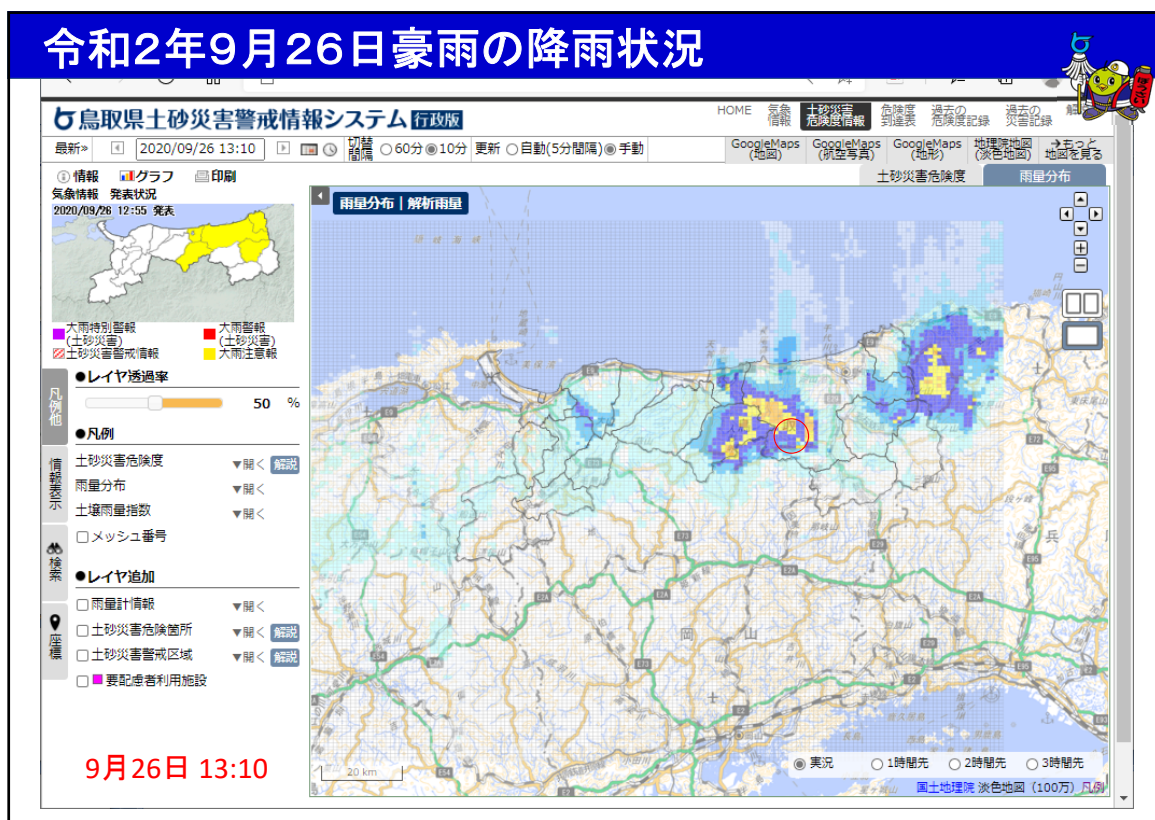 令和2年9月26日豪雨の降雨状況
鳥取県土砂災害警戒情報システム 行政版
HOME 気象情報 土砂災害危険度情報 危険度到達表 過去の危険度記録 過去の災害記録
最新» 2020/09/26 13:10 切替間隔 60分 10分 更新 自動(5分間隔) 手動
GoogleMaps(地図) GoogleMaps(航空写真) GoogleMaps(地形) 地理院地図(淡色地図) →もっと地図を見る
情報 グラフ 印刷
土砂災害危険度 雨量分布
気象情報 発表状況
2020/09/26 12:55 発表
雨量分布 | 解析雨量
大雨特別警報(土砂災害) 大雨警報(土砂災害)
土砂災害警戒情報 大雨注意報
凡例他
情報表示
検索
座標
●レイヤ透過率
50 %
●凡例
土砂災害危険度 ▼開く 解説
雨量分布 ▼開く
土壌雨量指数 ▼開く
メッシュ番号
●レイヤ追加
雨量計情報 ▼開く
土砂災害危険箇所 ▼開く 解説
土砂災害警戒区域 ▼開く 解説
要配慮者利用施設
9月26日 13:10
岡 山
兵
20 km
実況 1時間先 2時間先 3時間先
国土地理院 淡色地図（100万）凡例